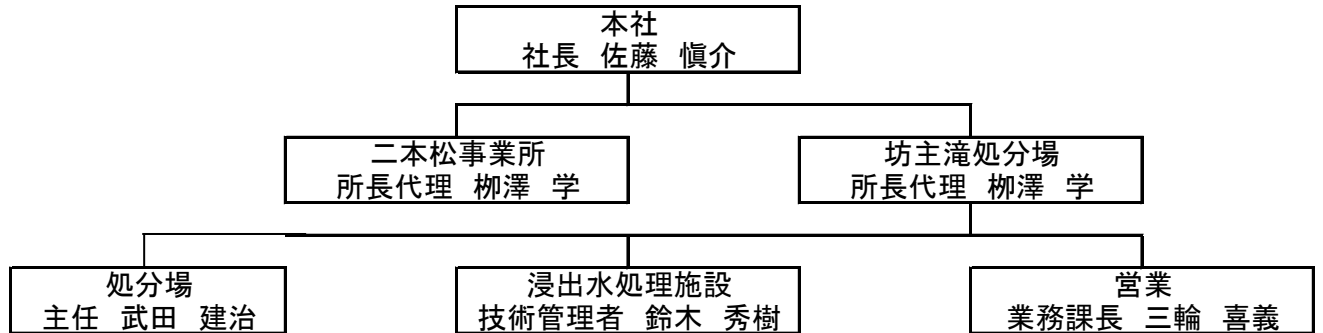 本社
社長 佐藤 愼介
二本松事業所
所長代理 栁澤 学
坊主滝処分場
所長代理 栁澤 学
処分場
主任 武田 建治
浸出水処理施設
技術管理者 鈴木 秀樹
営業
業務課長 三輪 喜義